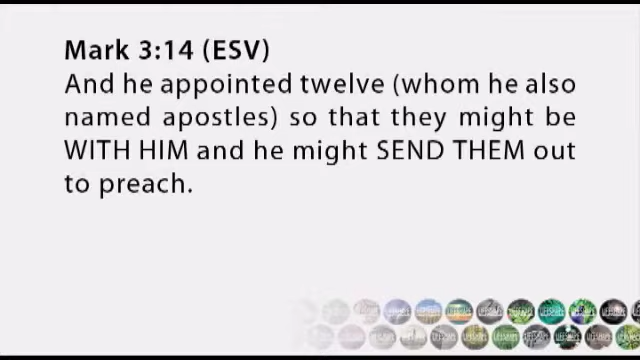 Mark 3:14 (ESV)
And he appointed twelve (whom he also
named apostles) so that they might be
WITH HIM and he might SEND THEM out
to preach.